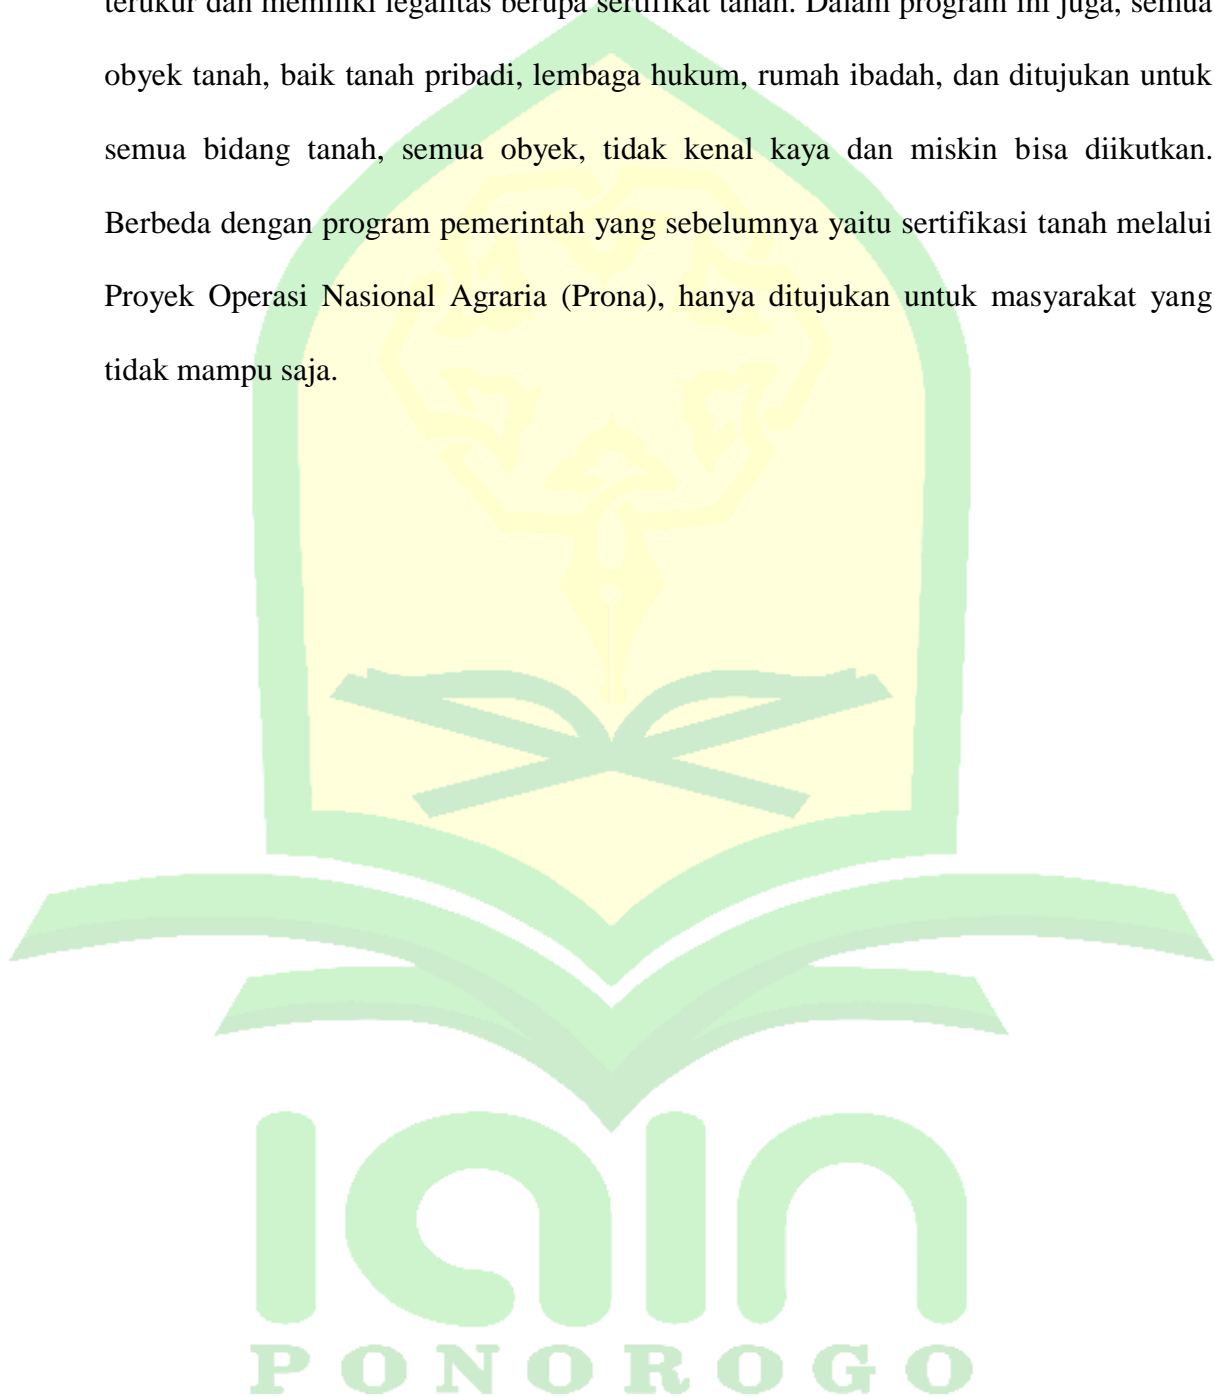 terukur dan memiliki legalitas berupa sertifikat tanah. Dalam program ini juga, semua
obyek tanah, baik tanah pribadi, lembaga hukum, rumah ibadah, dan ditujukan untuk
semua bidang tanah, semua obyek, tidak kenal kaya dan miskin bisa diikutkan.
Berbeda dengan program pemerintah yang sebelumnya yaitu sertifikasi tanah melalui
Proyek Operasi Nasional Agraria (Prona), hanya ditujukan untuk masyarakat yang
tidak mampu saja.
iain
PONOROGO